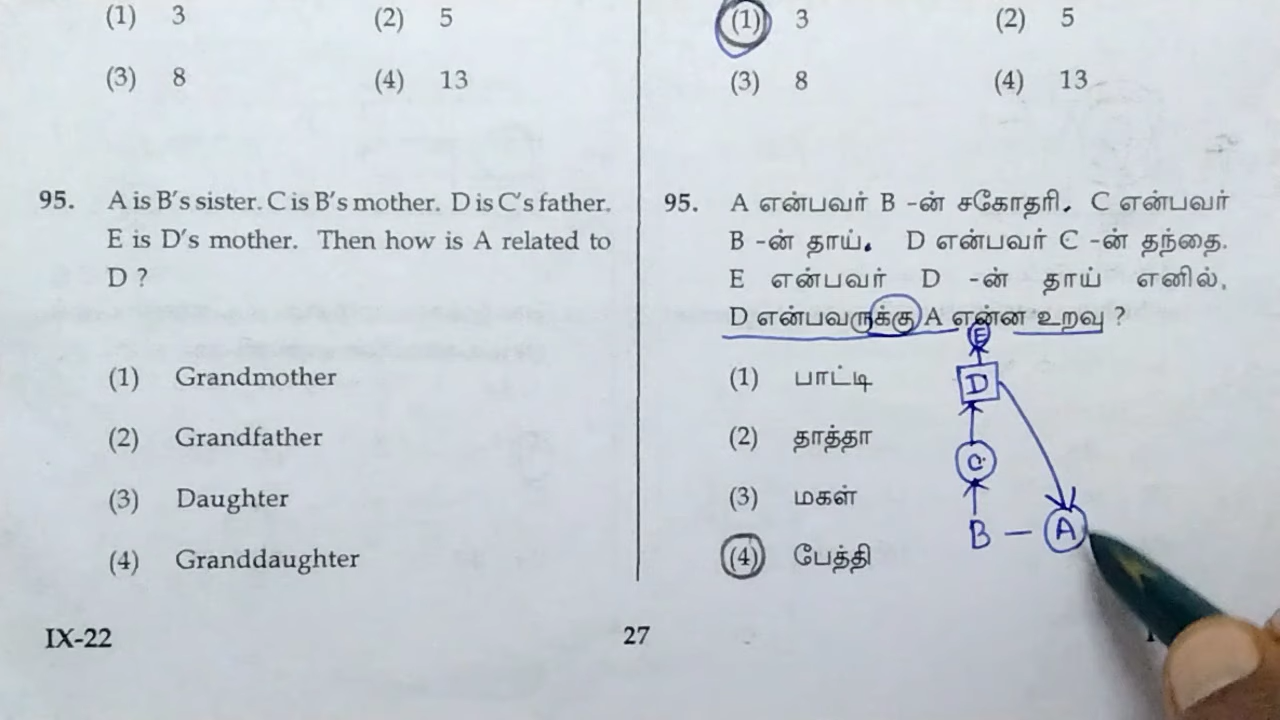 (1) 3 (2) 5
(3) 8 (4) 13
95. A is B's sister. C is B's mother. D is C's father.
E is D's mother. Then how is A related to
D ?
(1) Grandmother
(2) Grandfather
(3) Daughter
(4) Granddaughter
(1) 3 (2) 5
(3) 8 (4) 13
95. A என்பவர் B -ன் சகோதரி. C என்பவர்
B -ன் தாய். D என்பவர் C -ன் தந்தை.
E என்பவர் D -ன் தாய் எனில்,
D என்பவருக்கு A என்ன உறவு ?
(1) பாட்டி
(2) தாத்தா
(3) மகள்
(4) பேத்தி
E
D
C
B — A
IX-22 27